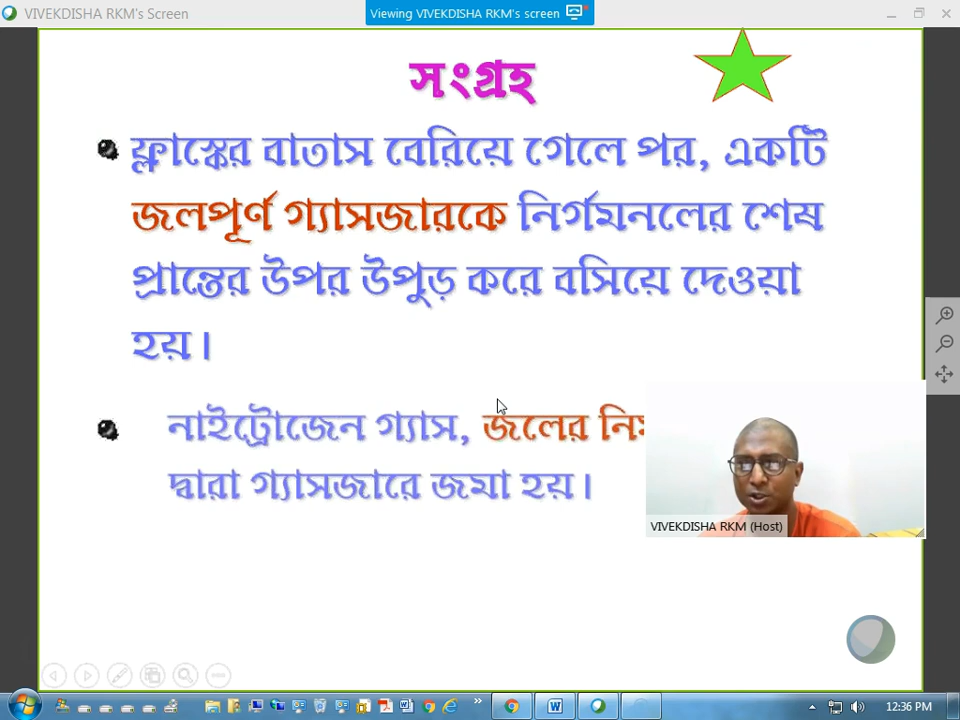 VIVEKDISHA RKM's Screen
Viewing VIVEKDISHA RKM's screen
সংগ্রহ
ফ্লাস্কের বাতাস বেরিয়ে গেলে পর, একটি
জলপূর্ণ গ্যাসজারকে নির্গমনলের শেষ
প্রান্তের উপর উপুড় করে বসিয়ে দেওয়া
হয়।
নাইট্রোজেন গ্যাস, জলের
দ্বারা গ্যাসজারে জমা হয়।
VIVEKDISHA RKM (Host)
12:36 PM